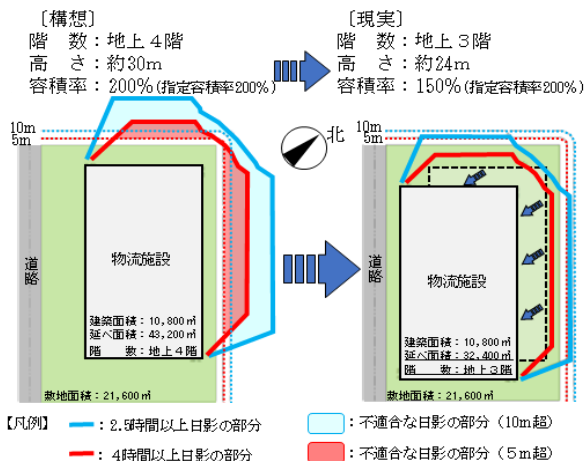 〔構想〕
階　数：地上４階
高　さ：約30m
容積率：200%(指定容積率200%)
〔現実〕
階　数：地上３階
高　さ：約24m
容積率：150%(指定容積率200%)
10m
5m
北
道路
物流施設
建築面積：10,800㎡
延べ面積：43,200㎡
階　数：地上４階
敷地面積：21,600㎡
10m
5m
道路
物流施設
建築面積：10,800㎡
延べ面積：32,400㎡
階　数：地上３階
敷地面積：21,600㎡
【凡例】
：2.5時間以上日影の部分
：不適合な日影の部分（10m超）
：４時間以上日影の部分
：不適合な日影の部分（５m超）